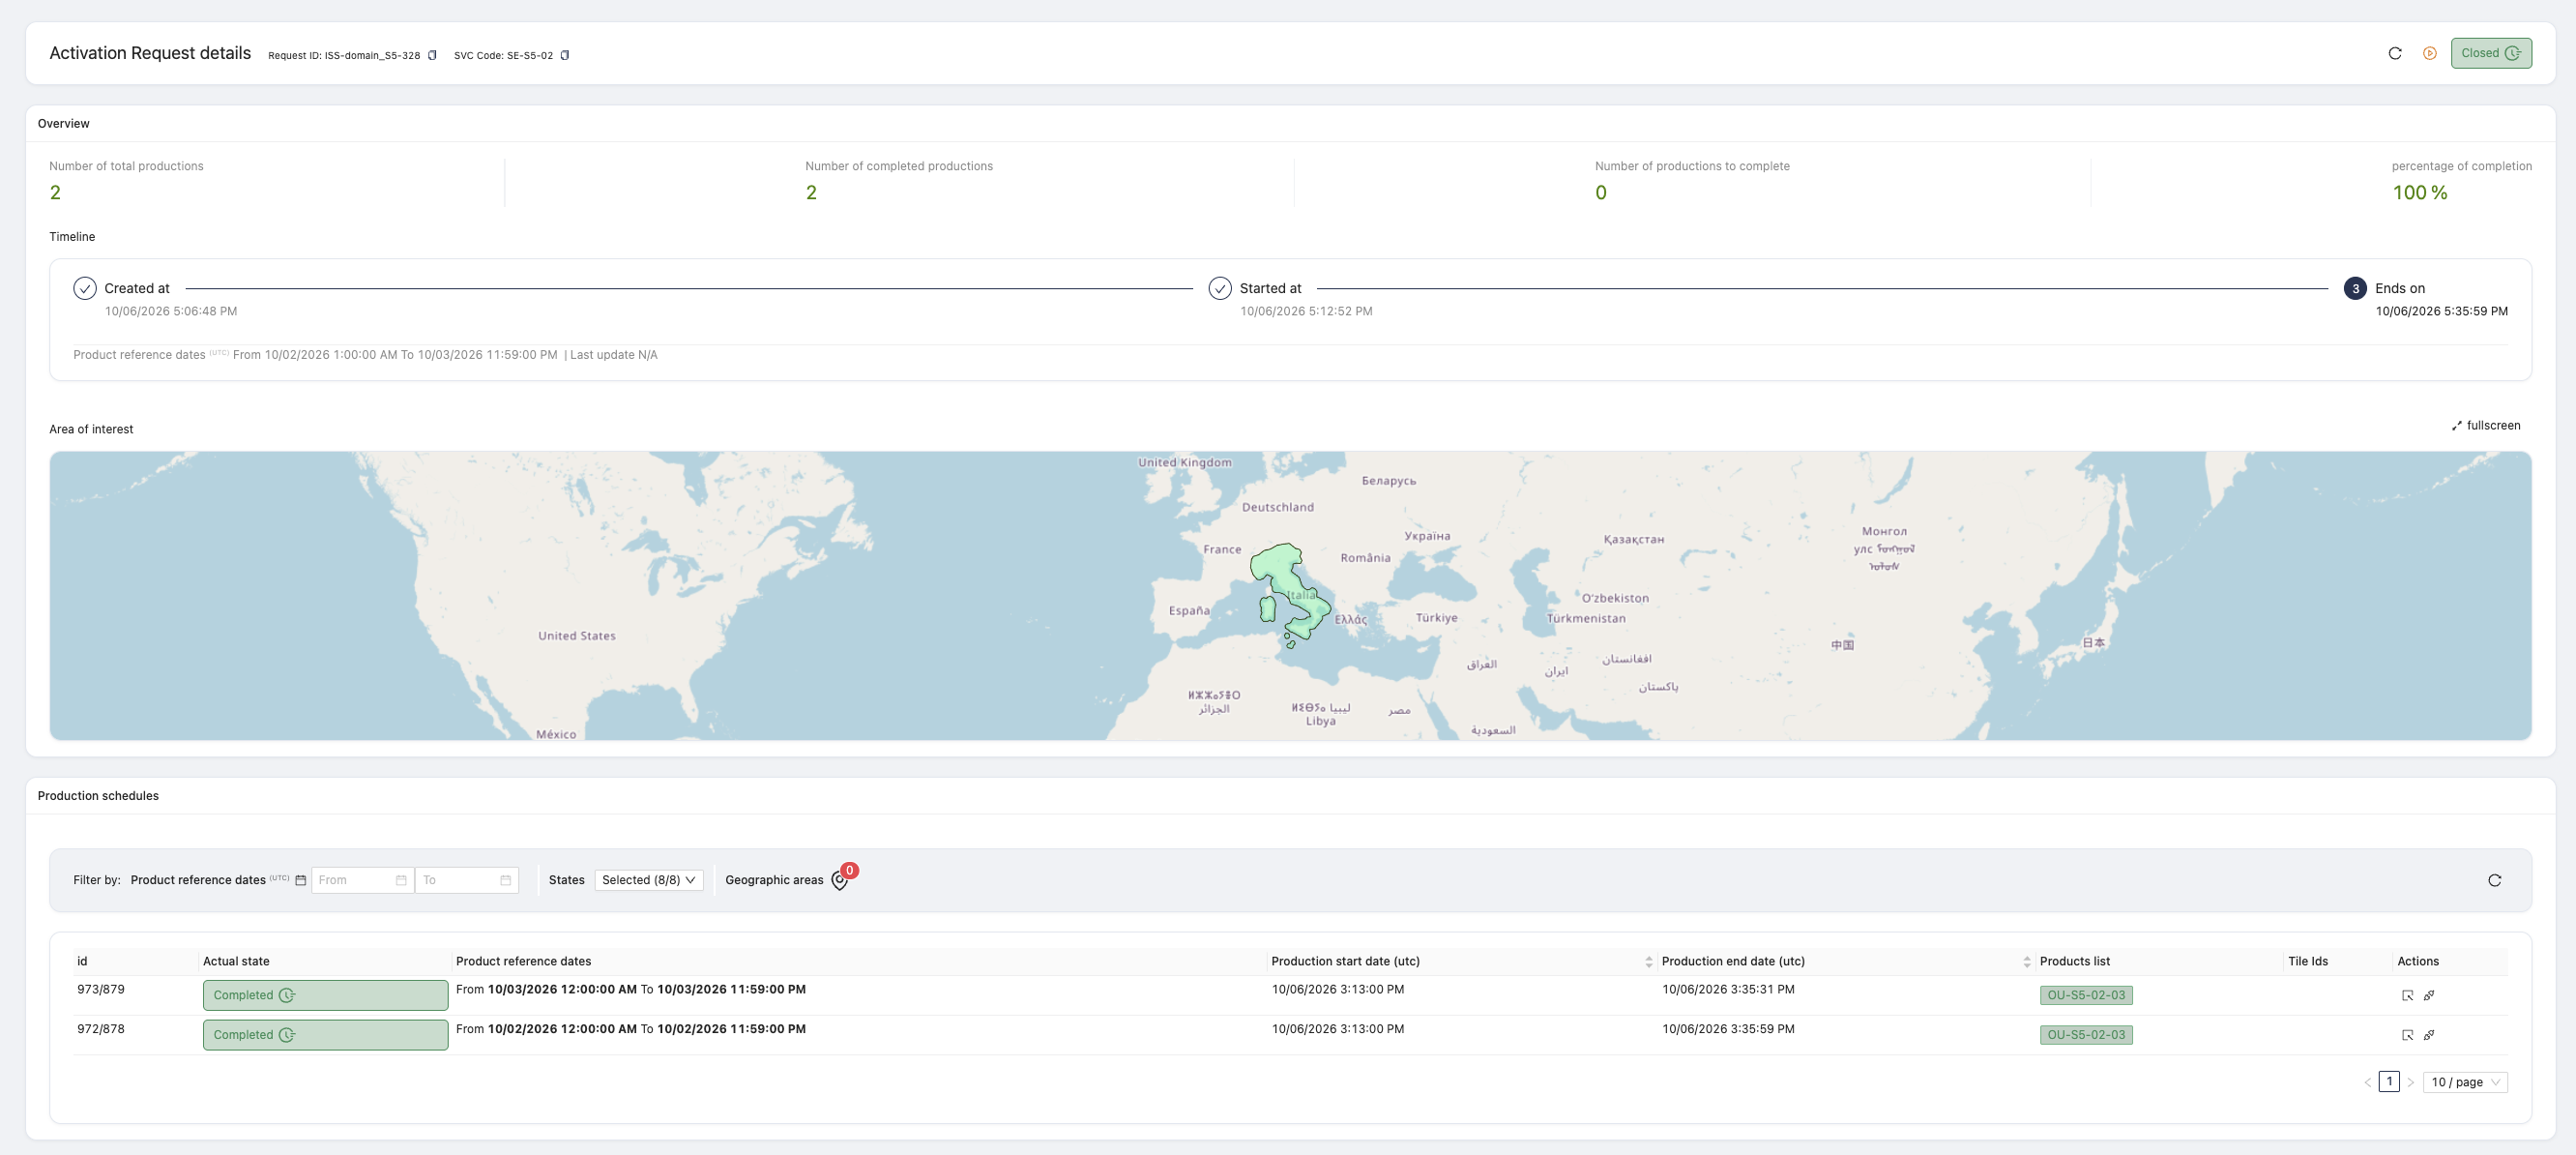 Activation Request details Request ID: ISS-domain_S5-328 SVC Code: SE-S5-02 Closed
Overview
Number of total productions Number of completed productions Number of productions to complete percentage of completion
2 2 0 100 %
Timeline
Created at Started at 3 Ends on
10/06/2026 5:06:48 PM 10/06/2026 5:12:52 PM 10/06/2026 5:35:59 PM
Product reference dates (UTC) From 10/02/2026 1:00:00 AM To 10/03/2026 11:59:00 PM | Last update N/A
Area of interest fullscreen
United Kingdom
Беларусь
Deutschland
Монгол
France Україна Қазақстан
улс
România
Italia O'zbekiston
España Ελλάς Türkiye Türkmenistan
United States 中国 日本
العراق افغانستان
ایران
پاکستان
ⵍⵣⵣⴰⵢⴻⵔ
الجزائر مصر
ⵍⵉⴱⵢⴰ ليبيا
Libya
México السعودية
Production schedules
Filter by: Product reference dates (UTC) From To States Selected (8/8) Geographic areas 0
id Actual state Product reference dates Production start date (utc) Production end date (utc) Products list Tile Ids Actions
973/879 Completed From 10/03/2026 12:00:00 AM To 10/03/2026 11:59:00 PM 10/06/2026 3:13:00 PM 10/06/2026 3:35:31 PM OU-S5-02-03
972/878 Completed From 10/02/2026 12:00:00 AM To 10/02/2026 11:59:00 PM 10/06/2026 3:13:00 PM 10/06/2026 3:35:59 PM OU-S5-02-03
< 1 > 10 / page